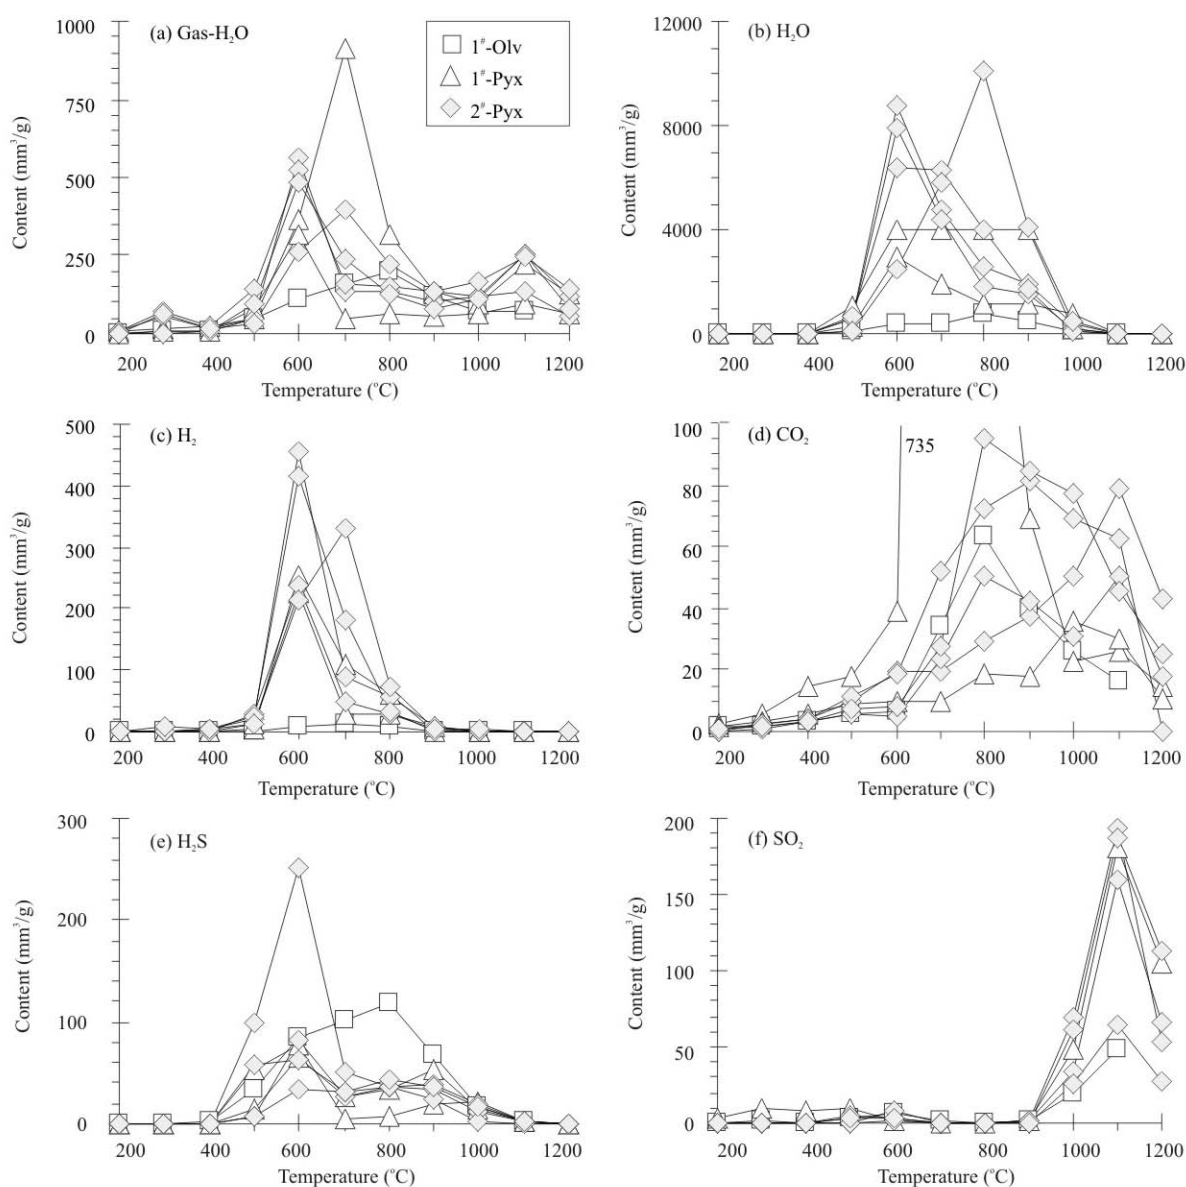 (a) Gas-H₂O
1#-Olv
1#-Pyx
2#-Pyx
Content (mm³/g)
1000
750
500
250
0
200 400 600 800 1000 1200
Temperature (°C)
(b) H₂O
Content (mm³/g)
12000
8000
4000
0
200 400 600 800 1000 1200
Temperature (°C)
(c) H₂
Content (mm³/g)
500
400
300
200
100
0
200 400 600 800 1000 1200
Temperature (°C)
(d) CO₂
735
Content (mm³/g)
100
80
60
40
20
0
200 400 600 800 1000 1200
Temperature (°C)
(e) H₂S
Content (mm³/g)
300
200
100
0
200 400 600 800 1000 1200
Temperature (°C)
(f) SO₂
Content (mm³/g)
200
150
100
50
0
200 400 600 800 1000 1200
Temperature (°C)